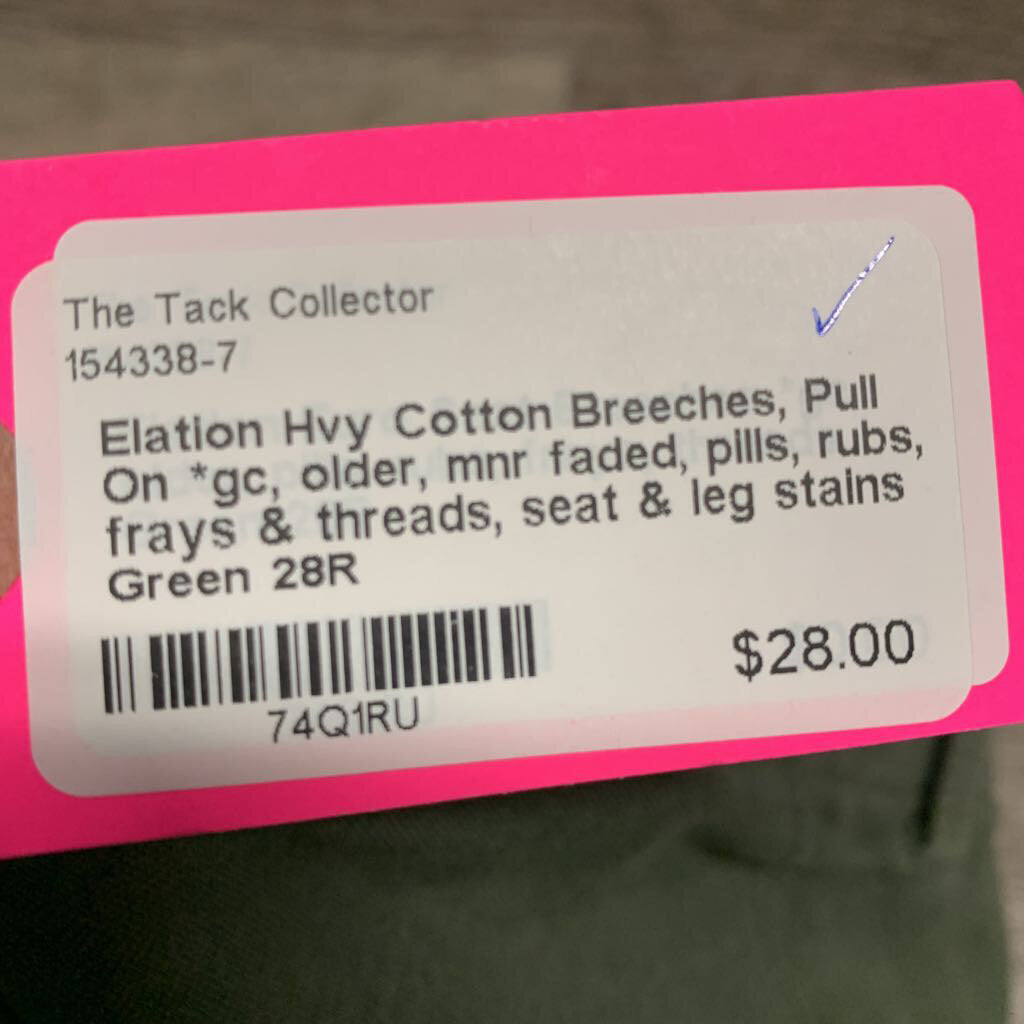 The Tack Collector
154338-7
Elation Hvy Cotton Breeches, Pull
On *gc, older, mnr faded, pills, rubs,
frays & threads, seat & leg stains
Green 28R
$28.00
74Q1RU